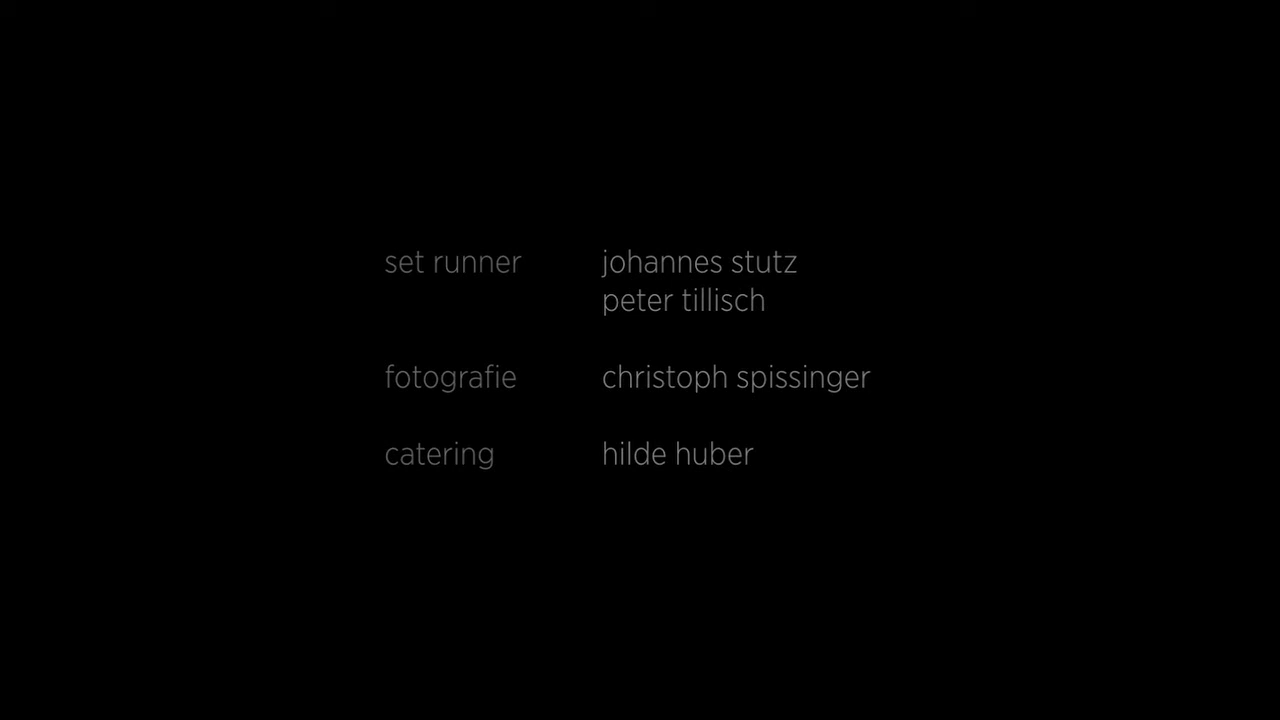 set runner johannes stutz
peter tillisch
fotografie christoph spissinger
catering hilde huber